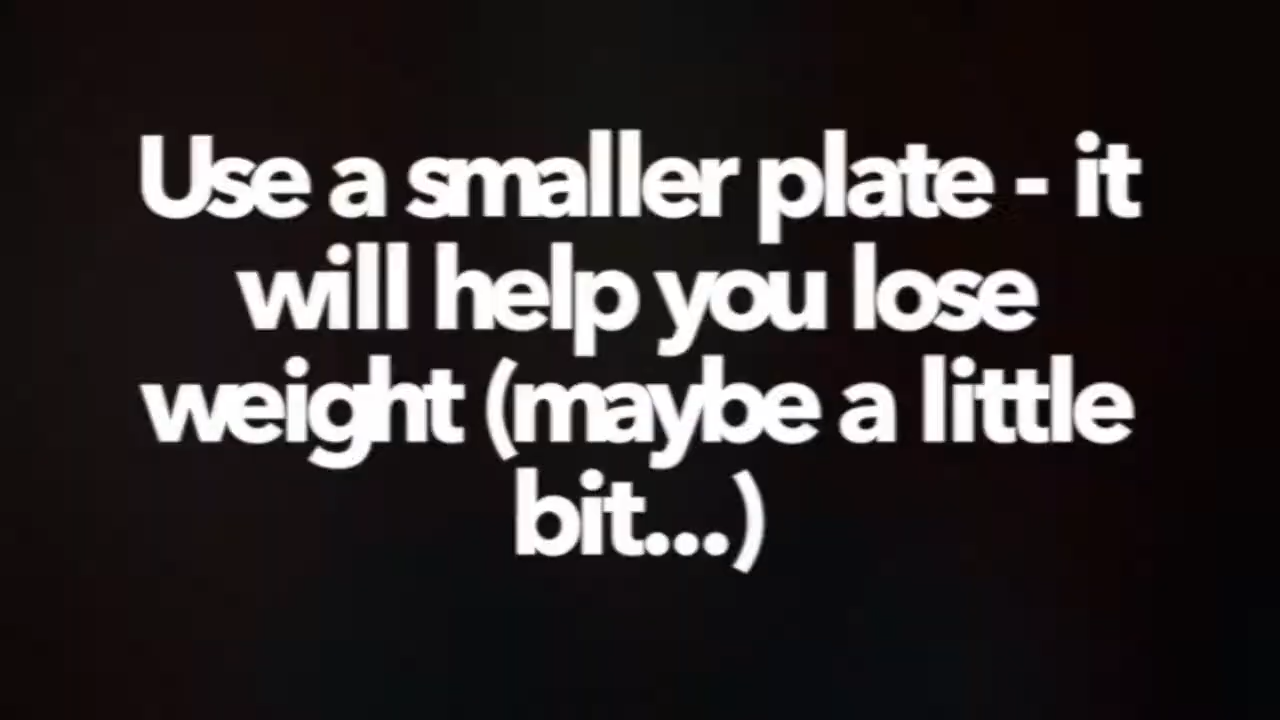 Use a smaller plate - it
will help you lose
weight (maybe a little
bit...)